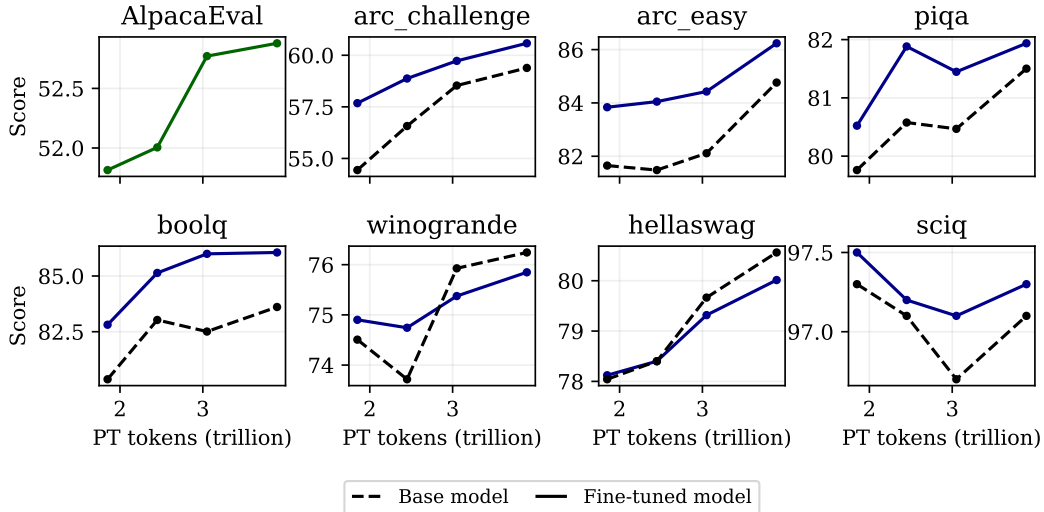 AlpacaEval
arc_challenge
arc_easy
piqa
Score
52.5
52.0
60.0
57.5
55.0
86
84
82
82
81
80
boolq
winogrande
hellaswag
sciq
Score
85.0
82.5
76
75
74
80
79
78
97.5
97.0
2 3
2 3
2 3
2 3
PT tokens (trillion)
PT tokens (trillion)
PT tokens (trillion)
PT tokens (trillion)
Base model
Fine-tuned model